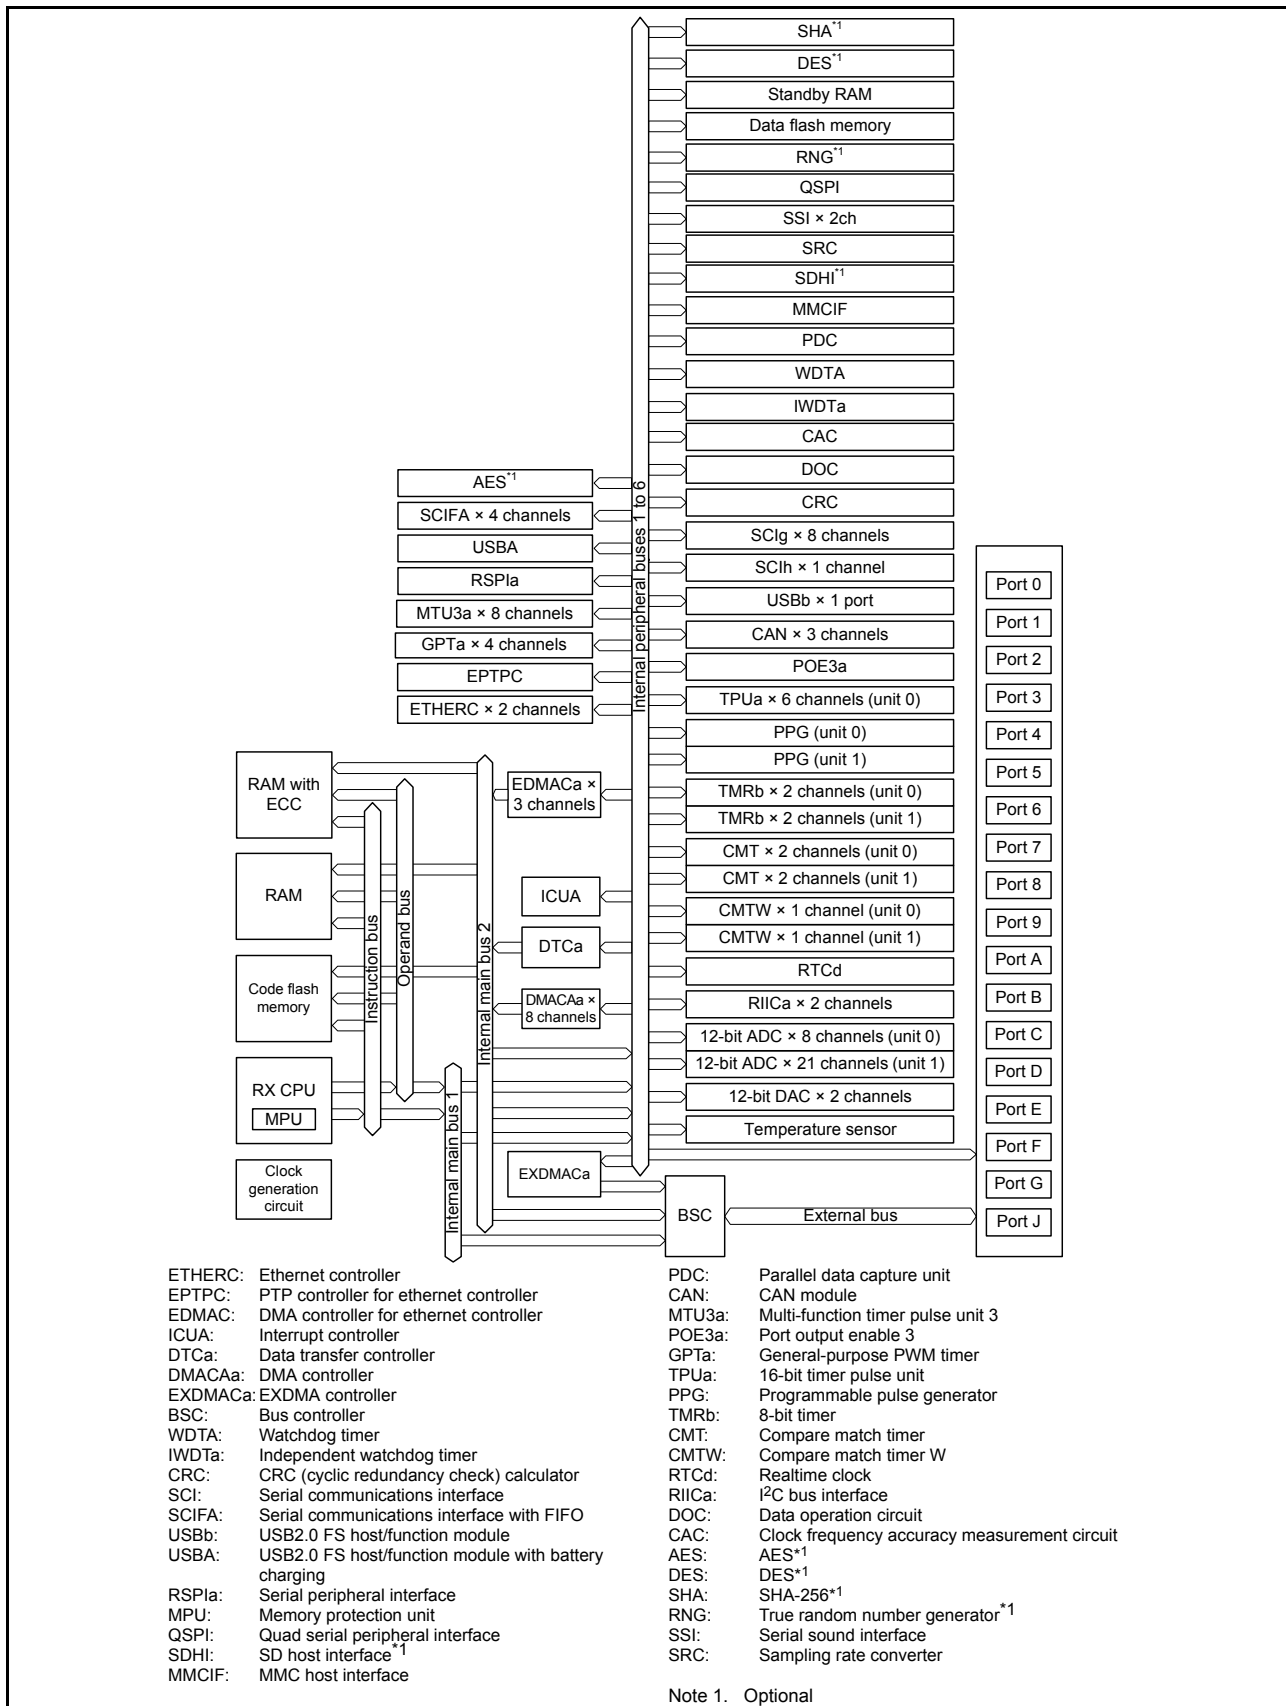 SHA*1
DES*1
Standby RAM
Data flash memory
RNG*1
QSPI
SSI × 2ch
SRC
SDHI*1
MMCIF
PDC
WDTA
IWDTa
CAC
DOC
CRC
SCIg × 8 channels
SCIh × 1 channel
USBb × 1 port
CAN × 3 channels
POE3a
TPUa × 6 channels (unit 0)
PPG (unit 0)
PPG (unit 1)
TMRb × 2 channels (unit 0)
TMRb × 2 channels (unit 1)
CMT × 2 channels (unit 0)
CMT × 2 channels (unit 1)
CMTW × 1 channel (unit 0)
CMTW × 1 channel (unit 1)
RTCd
RIICa × 2 channels
12-bit ADC × 8 channels (unit 0)
12-bit ADC × 21 channels (unit 1)
12-bit DAC × 2 channels
Temperature sensor
Internal peripheral buses 1 to 6
AES*1
SCIFA × 4 channels
USBA
RSPIa
MTU3a × 8 channels
GPTa × 4 channels
EPTPC
ETHERC × 2 channels
RAM with
ECC
RAM
Code flash
memory
RX CPU
MPU
Clock
generation
circuit
Instruction bus
Operand bus
Internal main bus 1
Internal main bus 2
EDMACa ×
3 channels
ICUA
DTCa
DMACAa ×
8 channels
EXDMACa
BSC
External bus
Port 0
Port 1
Port 2
Port 3
Port 4
Port 5
Port 6
Port 7
Port 8
Port 9
Port A
Port B
Port C
Port D
Port E
Port F
Port G
Port J
ETHERC: Ethernet controller
EPTPC: PTP controller for ethernet controller
EDMAC: DMA controller for ethernet controller
ICUA: Interrupt controller
DTCa: Data transfer controller
DMACAa: DMA controller
EXDMACa: EXDMA controller
BSC: Bus controller
WDTA: Watchdog timer
IWDTa: Independent watchdog timer
CRC: CRC (cyclic redundancy check) calculator
SCI: Serial communications interface
SCIFA: Serial communications interface with FIFO
USBb: USB2.0 FS host/function module
USBA: USB2.0 FS host/function module with battery
charging
RSPIa: Serial peripheral interface
MPU: Memory protection unit
QSPI: Quad serial peripheral interface
SDHI: SD host interface*1
MMCIF: MMC host interface
PDC: Parallel data capture unit
CAN: CAN module
MTU3a: Multi-function timer pulse unit 3
POE3a: Port output enable 3
GPTa: General-purpose PWM timer
TPUa: 16-bit timer pulse unit
PPG: Programmable pulse generator
TMRb: 8-bit timer
CMT: Compare match timer
CMTW: Compare match timer W
RTCd: Realtime clock
RIICa: I2C bus interface
DOC: Data operation circuit
CAC: Clock frequency accuracy measurement circuit
AES: AES*1
DES: DES*1
SHA: SHA-256*1
RNG: True random number generator*1
SSI: Serial sound interface
SRC: Sampling rate converter
Note 1. Optional